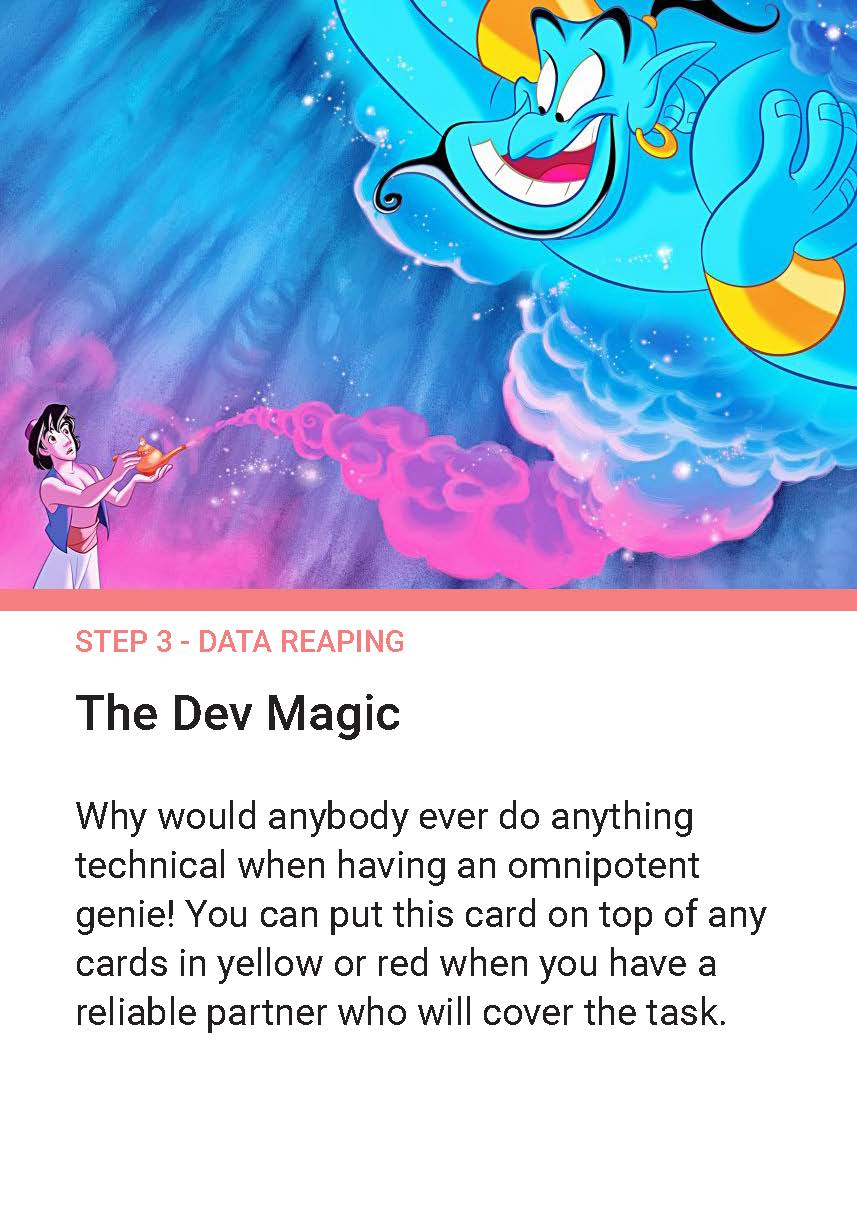 STEP 3 - DATA REAPING
The Dev Magic
Why would anybody ever do anything
technical when having an omnipotent
genie! You can put this card on top of any
cards in yellow or red when you have a
reliable partner who will cover the task.